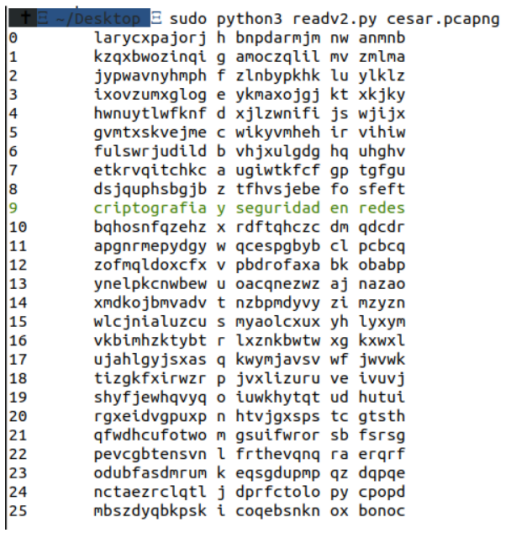 ✝ Ξ ~/Desktop Ξ sudo python3 readv2.py cesar.pcapng
0 larycxpajorj h bnpdarmjm nw anmnb
1 kzqxbwozinqi g amoczqlil mv zmlma
2 jypwavnyhmph f zlnbypkhk lu ylklz
3 ixovzumxglog e ykmaxojgj kt xkjky
4 hwnuytlwfknf d xjlzwnifi js wjijx
5 gvmtxskvejme c wikyvmheh ir vihiw
6 fulswrjudild b vhjxulgdg hq uhghv
7 etkrvqitchkc a ugiwtkfcf gp tgfgu
8 dsjquphsbgjb z tfhvsjebe fo sfeft
9 criptografia y seguridad en redes
10 bqhosnfqzehz x rdftqhczc dm qdcdr
11 apgnrmepydgy w qcespgbyb cl pcbcq
12 zofmqldoxcfx v pbdrofaxa bk obabp
13 ynelpkcnwbew u oacqnezwz aj nazao
14 xmdkojbmvadv t nzbpmdyvy zi mzyzn
15 wlcjnialuzcu s myaolcxux yh lyxym
16 vkbimhzktybt r lxznkbwtw xg kxwxl
17 ujahlgyjsxas q kwymjavsv wf jwvwk
18 tizgkfxirwzr p jvxlizuru ve ivuvj
19 shyfjewhqvyq o iuwkhytqt ud hutui
20 rgxeidvgpuxp n htvjgxsps tc gtsth
21 qfwdhcufotwo m gsuifwror sb fsrsg
22 pevcgbtensvn l frthevqnq ra erqrf
23 odubfasdmrum k eqsgdupmp qz dqpqe
24 nctaezrclqtl j dprfctolo py cpopd
25 mbszdyqbkpsk i coqebsnkn ox bonoc